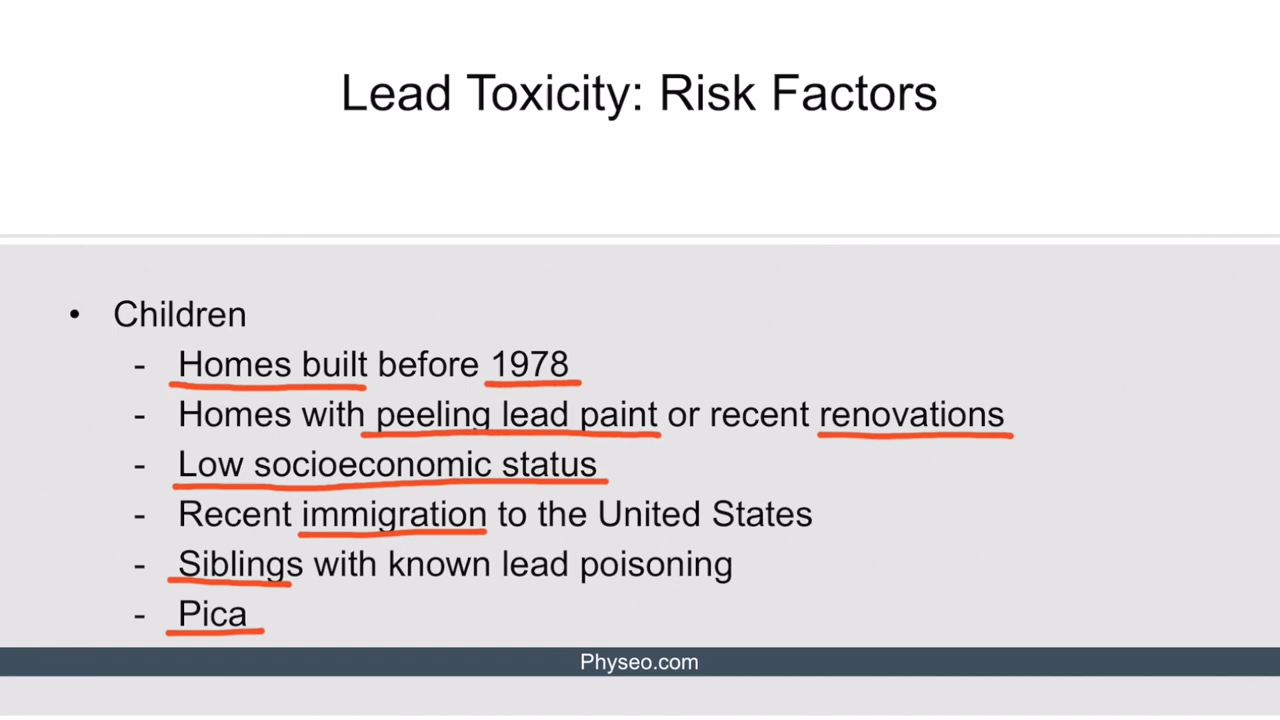 Lead Toxicity: Risk Factors
• Children
- Homes built before 1978
- Homes with peeling lead paint or recent renovations
- Low socioeconomic status
- Recent immigration to the United States
- Siblings with known lead poisoning
- Pica
Physeo.com